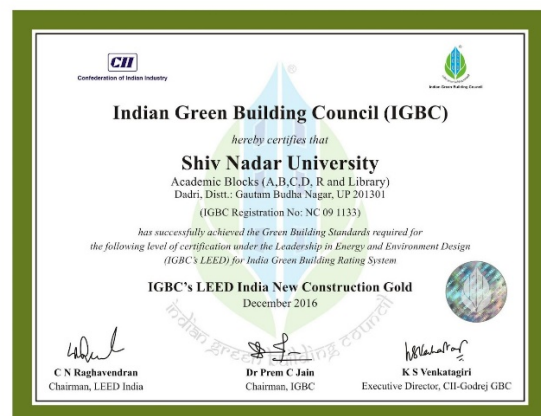 CII
Confederation of Indian Industry
Indian Green Building Council
Indian Green Building Council (IGBC)
hereby certifies that
Shiv Nadar University
Academic Blocks (A,B,C,D, R and Library)
Dadri, Distt.: Gautam Budha Nagar, UP 201301
(IGBC Registration No: NC 09 1133)
has successfully achieved the Green Building Standards required for
the following level of certification under the Leadership in Energy and Environment Design
(IGBC's LEED) for India Green Building Rating System
IGBC's LEED India New Construction Gold
December 2016
indian green building council
C N Raghavendran
Chairman, LEED India
Dr Prem C Jain
Chairman, IGBC
K S Venkatagiri
Executive Director, CII-Godrej GBC